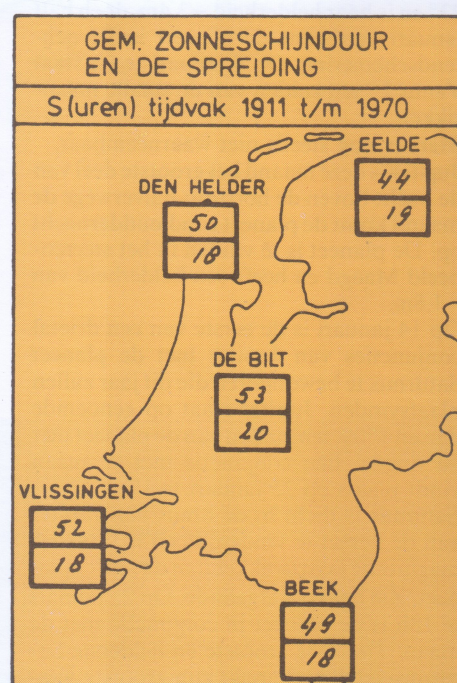 GEM. ZONNESCHIJNDUUR
EN DE SPREIDING
S(uren) tijdvak 1911 t/m 1970
EELDE
44
19
DEN HELDER
50
18
DE BILT
53
20
VLISSINGEN
52
18
BEEK
49
18